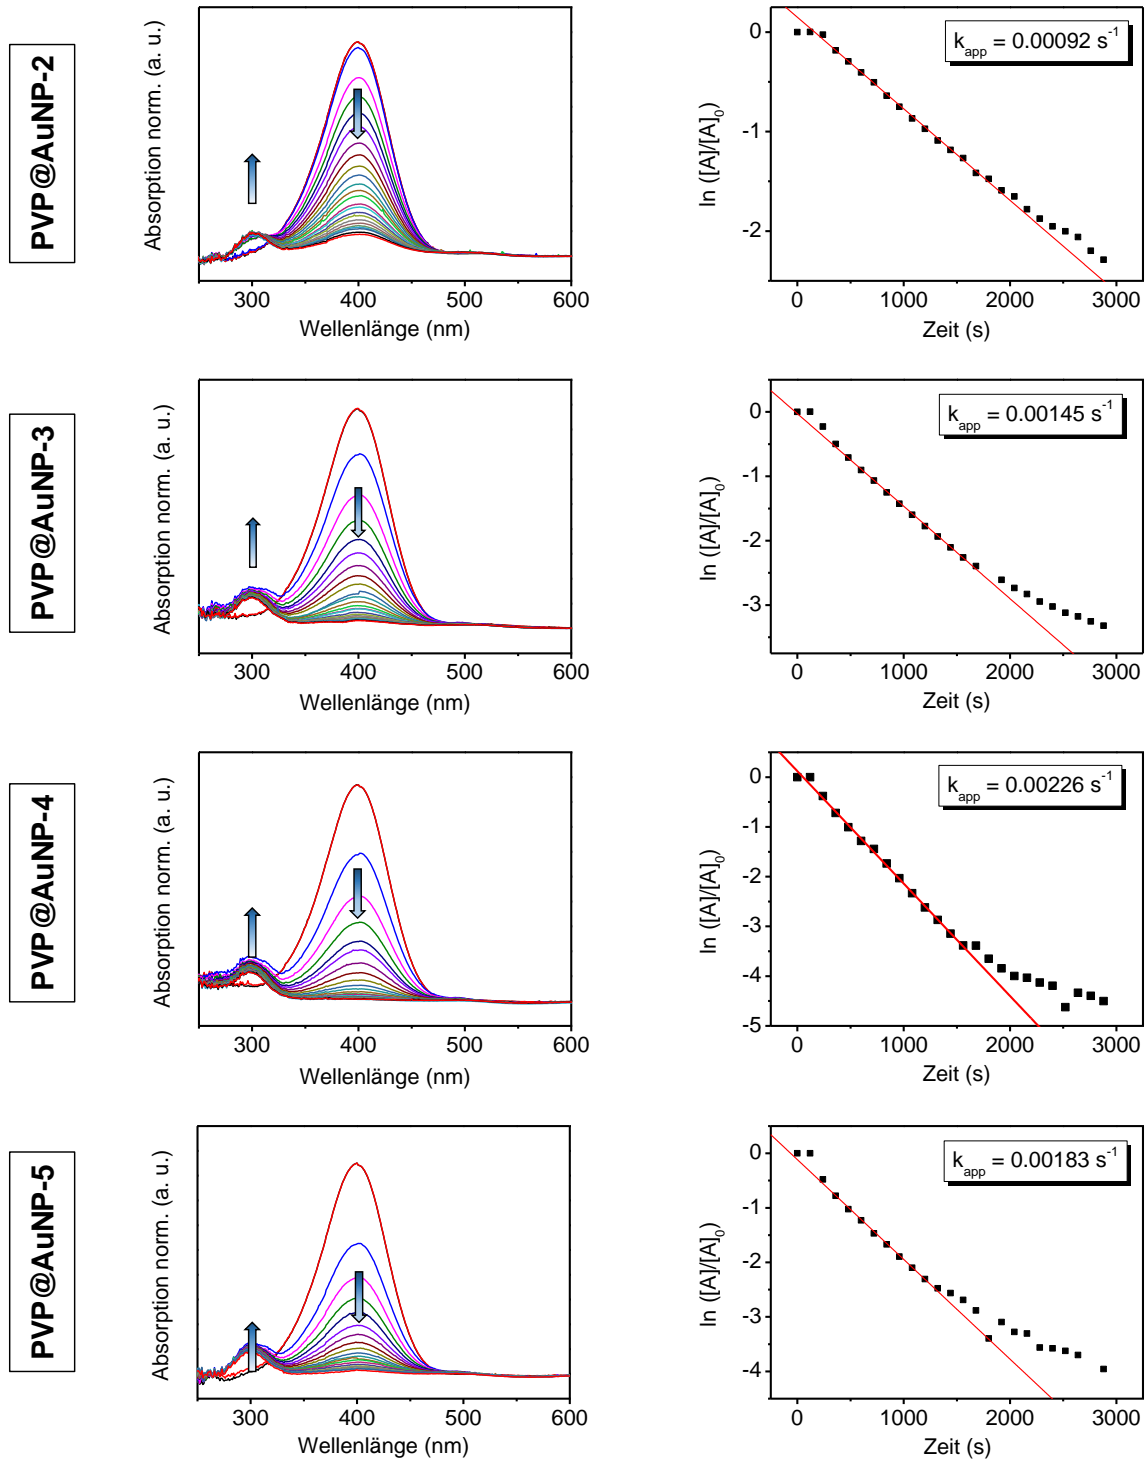 PVP@AuNP-2
Absorption norm. (a. u.)
300 400 500 600
Wellenlänge (nm)
ln ([A]/[A]0)
0
-1
-2
k_app = 0.00092 s^-1
0 1000 2000 3000
Zeit (s)
PVP@AuNP-3
Absorption norm. (a. u.)
300 400 500 600
Wellenlänge (nm)
ln ([A]/[A]0)
0
-1
-2
-3
k_app = 0.00145 s^-1
0 1000 2000 3000
Zeit (s)
PVP@AuNP-4
Absorption norm. (a. u.)
300 400 500 600
Wellenlänge (nm)
ln ([A]/[A]0)
0
-1
-2
-3
-4
-5
k_app = 0.00226 s^-1
0 1000 2000 3000
Zeit (s)
PVP@AuNP-5
Absorption norm. (a. u.)
300 400 500 600
Wellenlänge (nm)
ln ([A]/[A]0)
0
-1
-2
-3
-4
k_app = 0.00183 s^-1
0 1000 2000 3000
Zeit (s)